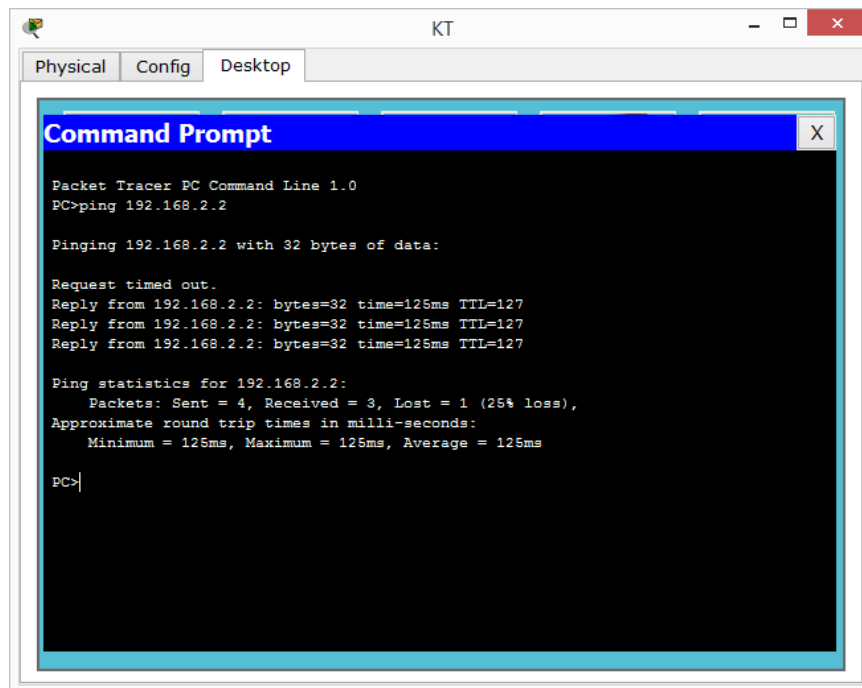 KT
Physical Config Desktop
Command Prompt X
Packet Tracer PC Command Line 1.0
PC>ping 192.168.2.2
Pinging 192.168.2.2 with 32 bytes of data:
Request timed out.
Reply from 192.168.2.2: bytes=32 time=125ms TTL=127
Reply from 192.168.2.2: bytes=32 time=125ms TTL=127
Reply from 192.168.2.2: bytes=32 time=125ms TTL=127
Ping statistics for 192.168.2.2:
Packets: Sent = 4, Received = 3, Lost = 1 (25% loss),
Approximate round trip times in milli-seconds:
Minimum = 125ms, Maximum = 125ms, Average = 125ms
PC>